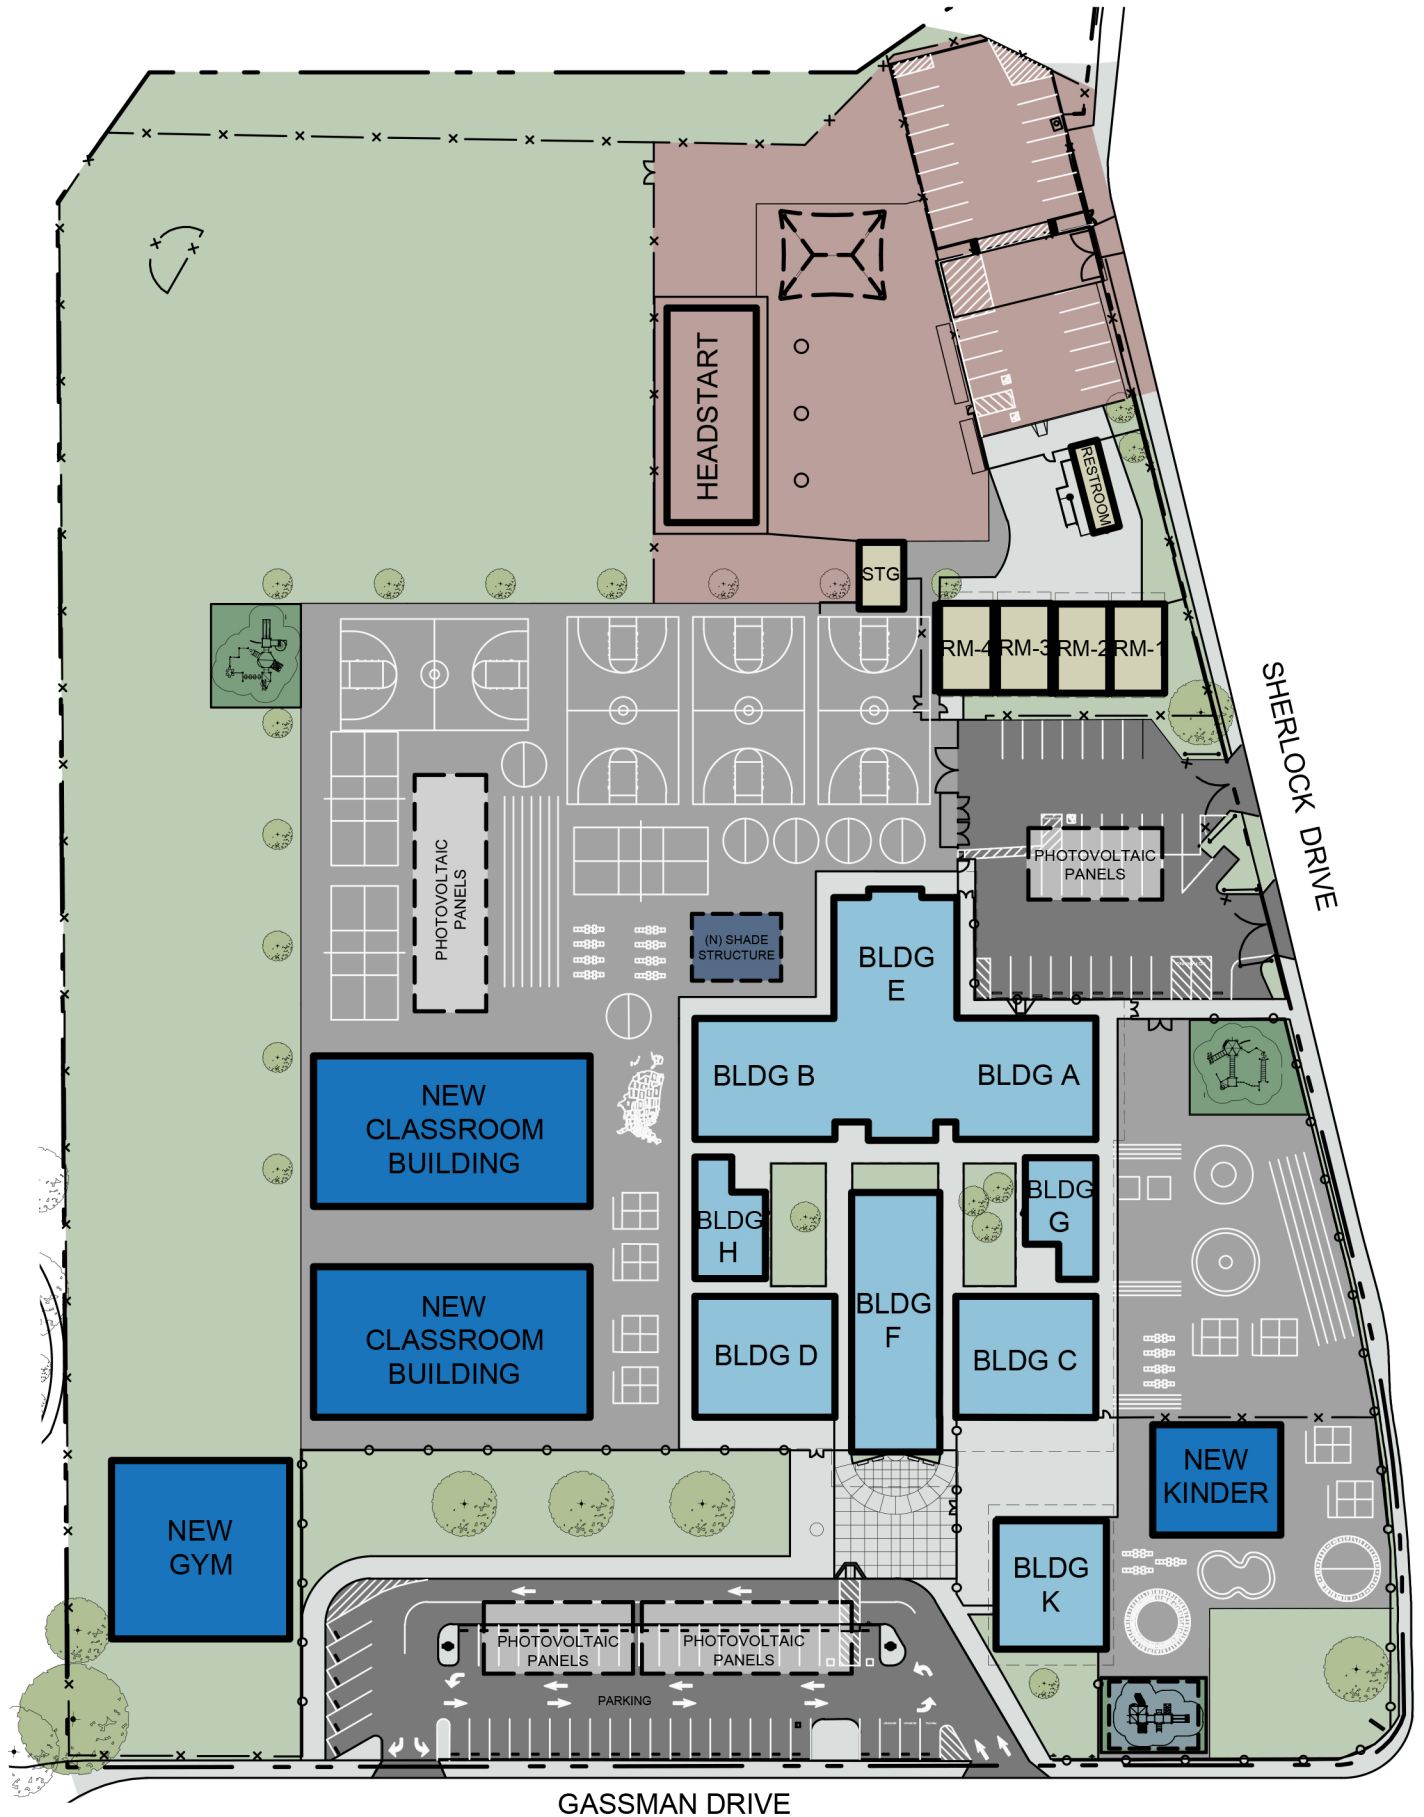 HEADSTART
RESTROOM
STG
RM-4
RM-3
RM-2
RM-1
SHERLOCK DRIVE
PHOTOVOLTAIC
PANELS
PHOTOVOLTAIC
PANELS
(N) SHADE
STRUCTURE
BLDG
E
BLDG B
BLDG A
NEW
CLASSROOM
BUILDING
BLDG
H
BLDG
G
NEW
CLASSROOM
BUILDING
BLDG
F
BLDG D
BLDG C
NEW
KINDER
NEW
GYM
BLDG
K
PHOTOVOLTAIC
PANELS
PHOTOVOLTAIC
PANELS
PARKING
GASSMAN DRIVE